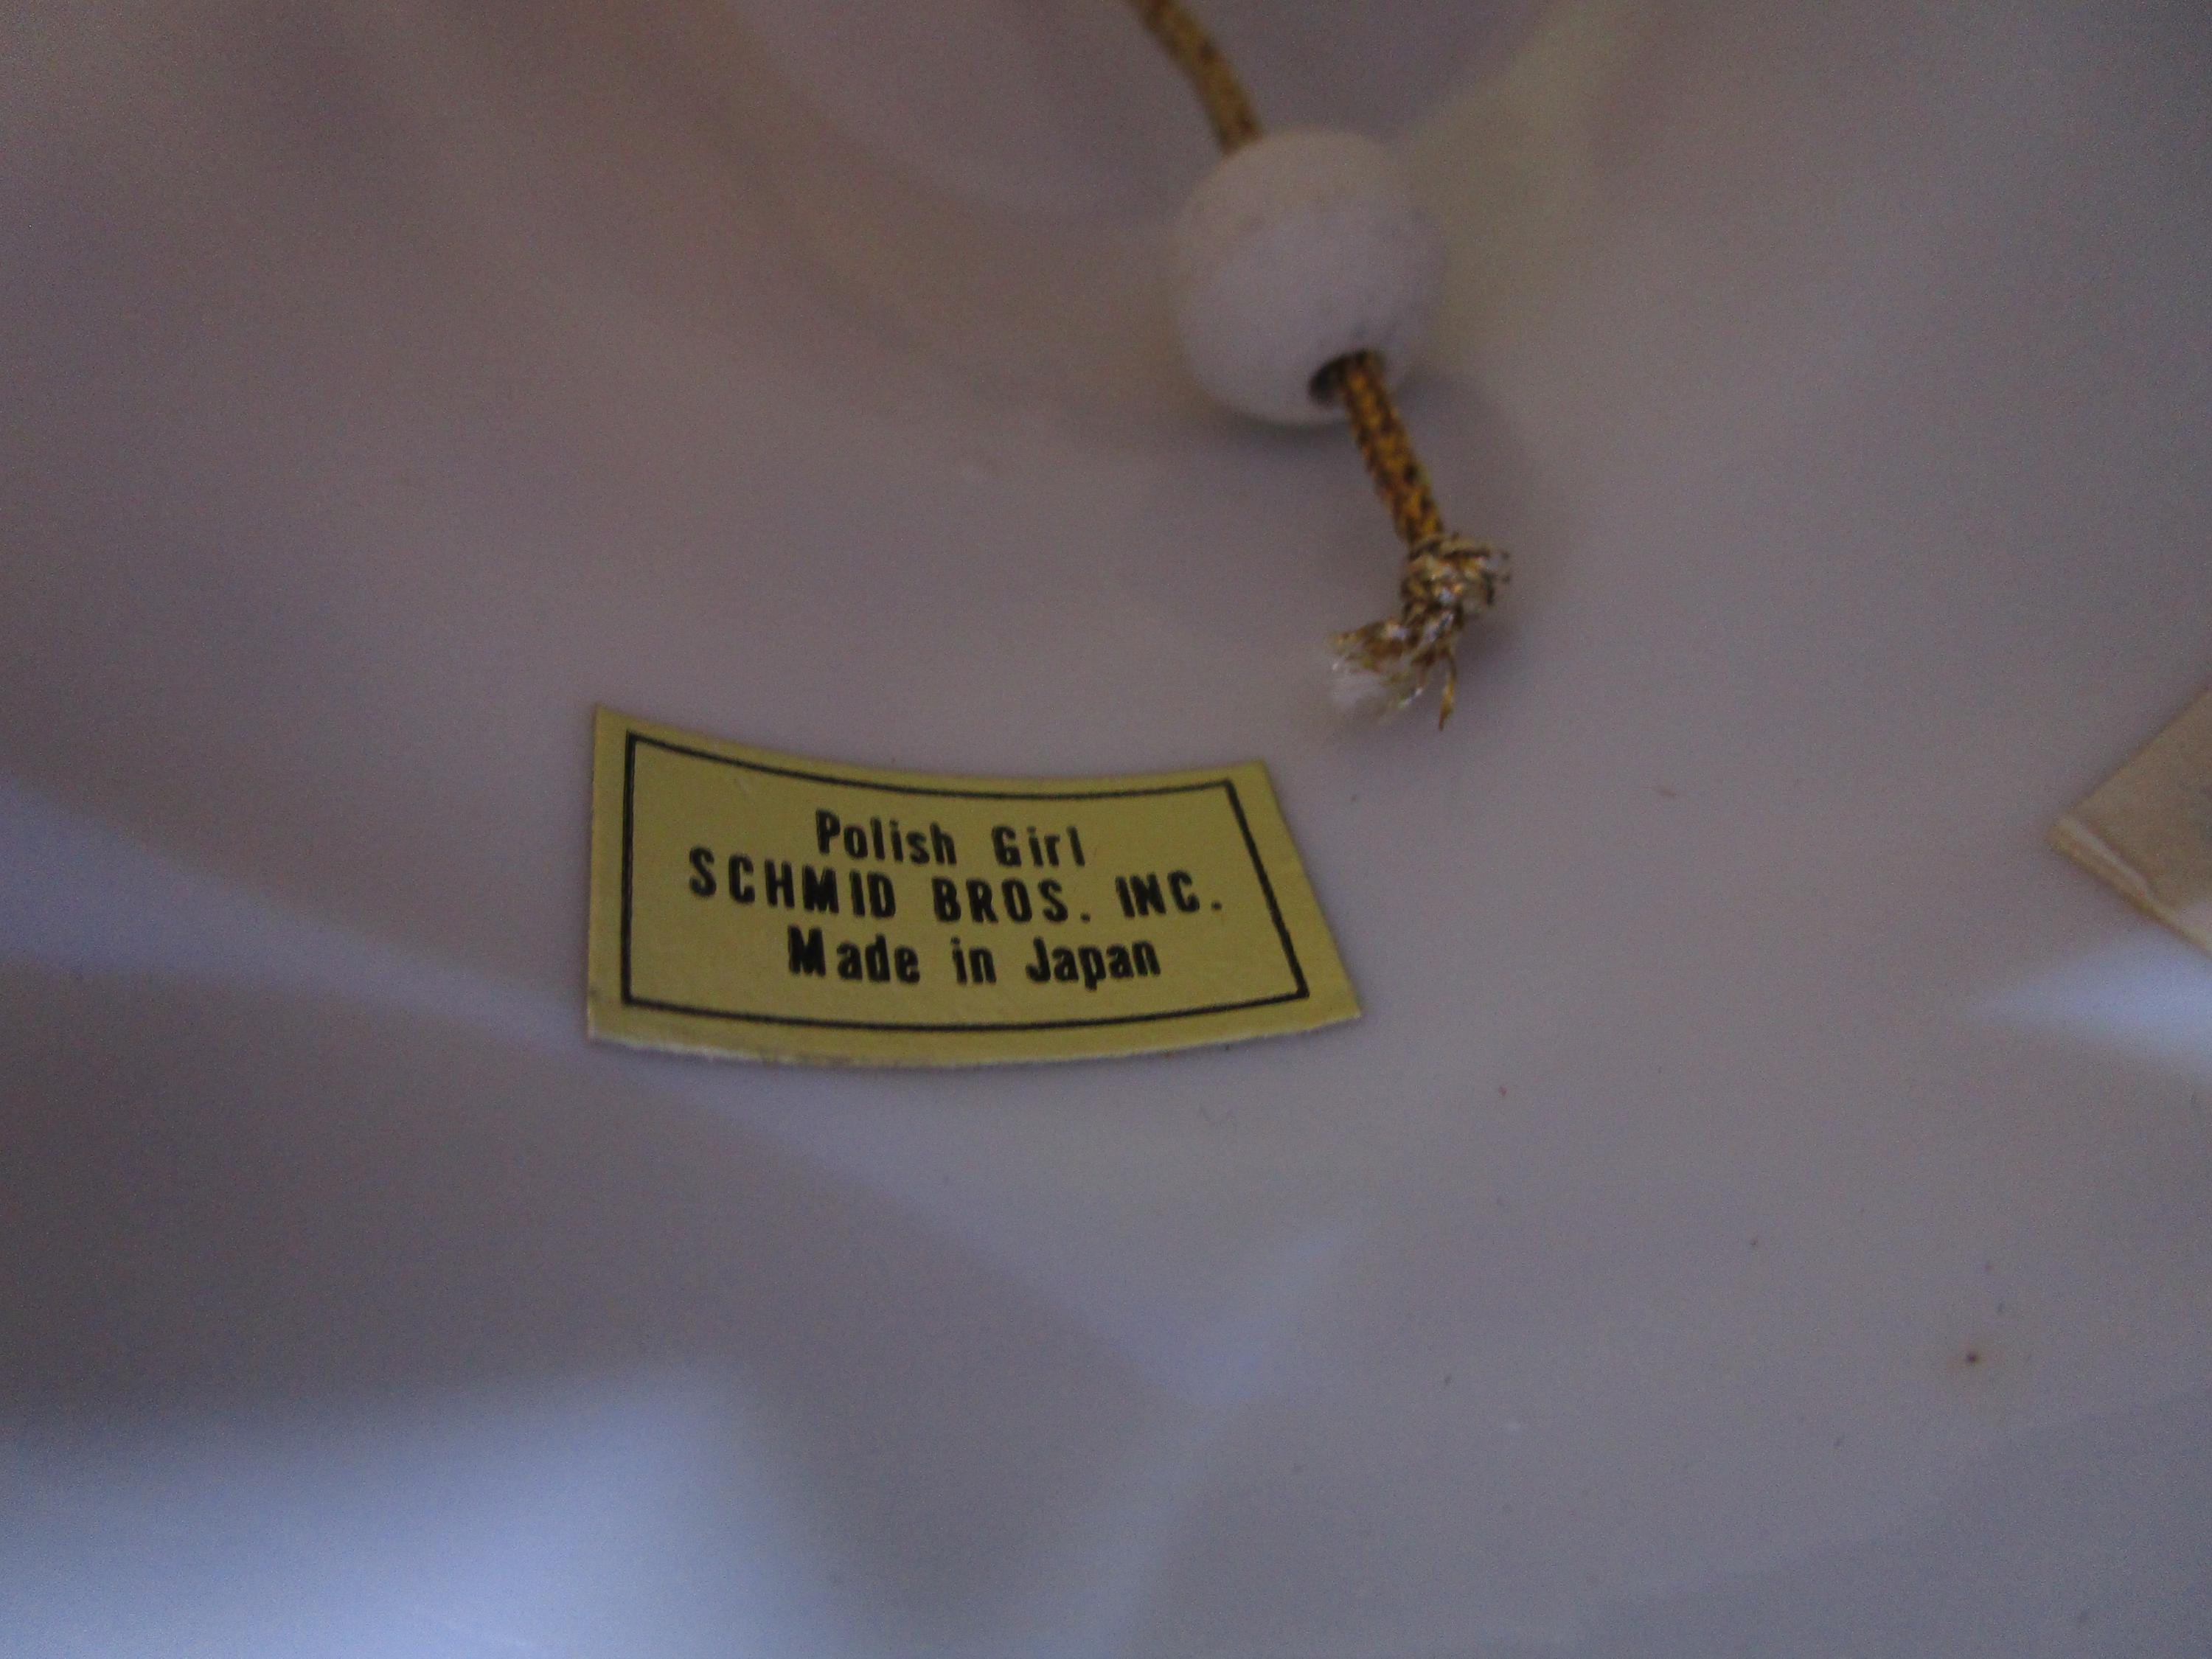 Polish Girl
SCHMID BROS. INC.
Made in Japan